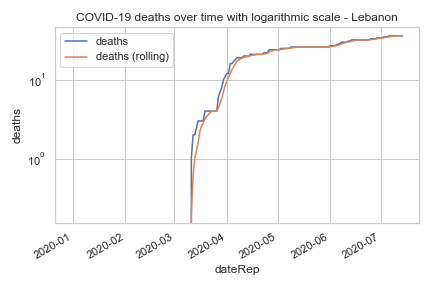 COVID-19 deaths over time with logarithmic scale - Lebanon
deaths
deaths (rolling)
10¹
10⁰
deaths
2020-01
2020-02
2020-03
2020-04
2020-05
2020-06
2020-07
dateRep